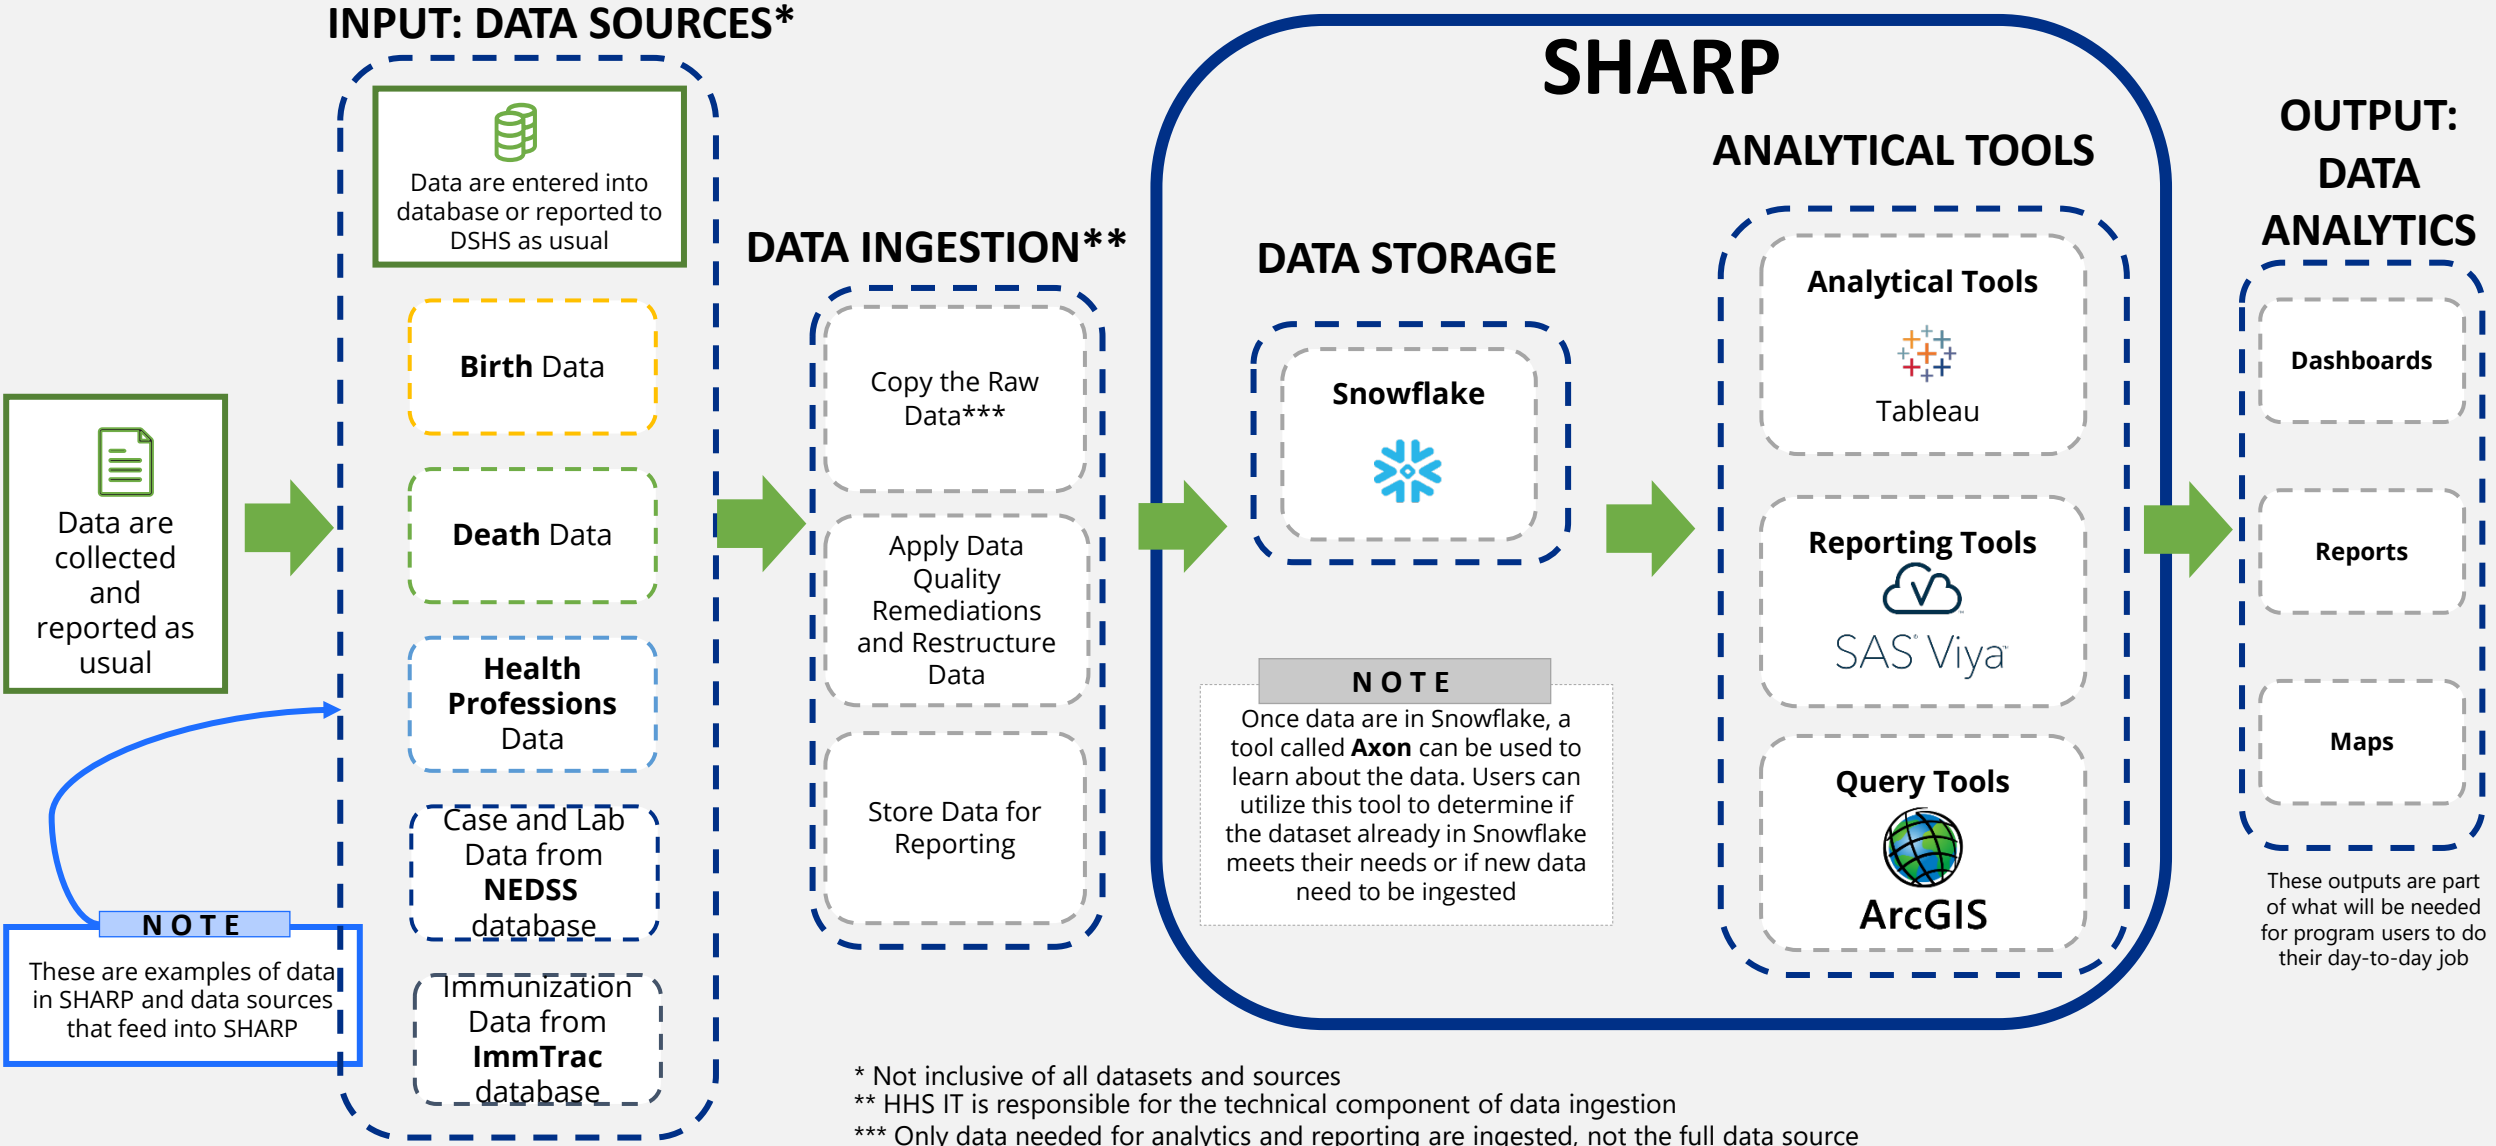 INPUT: DATA SOURCES*
Data are entered into
database or reported to
DSHS as usual
Birth Data
Death Data
Health
Professions
Data
Case and Lab
Data from
NEDSS
database
Immunization
Data from
ImmTrac
database
Data are
collected
and
reported as
usual
NOTE
These are examples of data
in SHARP and data sources
that feed into SHARP
DATA INGESTION**
Copy the Raw
Data***
Apply Data
Quality
Remediations
and Restructure
Data
Store Data for
Reporting
SHARP
DATA STORAGE
Snowflake
NOTE
Once data are in Snowflake, a
tool called Axon can be used to
learn about the data. Users can
utilize this tool to determine if
the dataset already in Snowflake
meets their needs or if new data
need to be ingested
ANALYTICAL TOOLS
Analytical Tools
Tableau
Reporting Tools
SAS® Viya™
Query Tools
ArcGIS
OUTPUT:
DATA
ANALYTICS
Dashboards
Reports
Maps
These outputs are part
of what will be needed
for program users to do
their day-to-day job
* Not inclusive of all datasets and sources
** HHS IT is responsible for the technical component of data ingestion
*** Only data needed for analytics and reporting are ingested, not the full data source